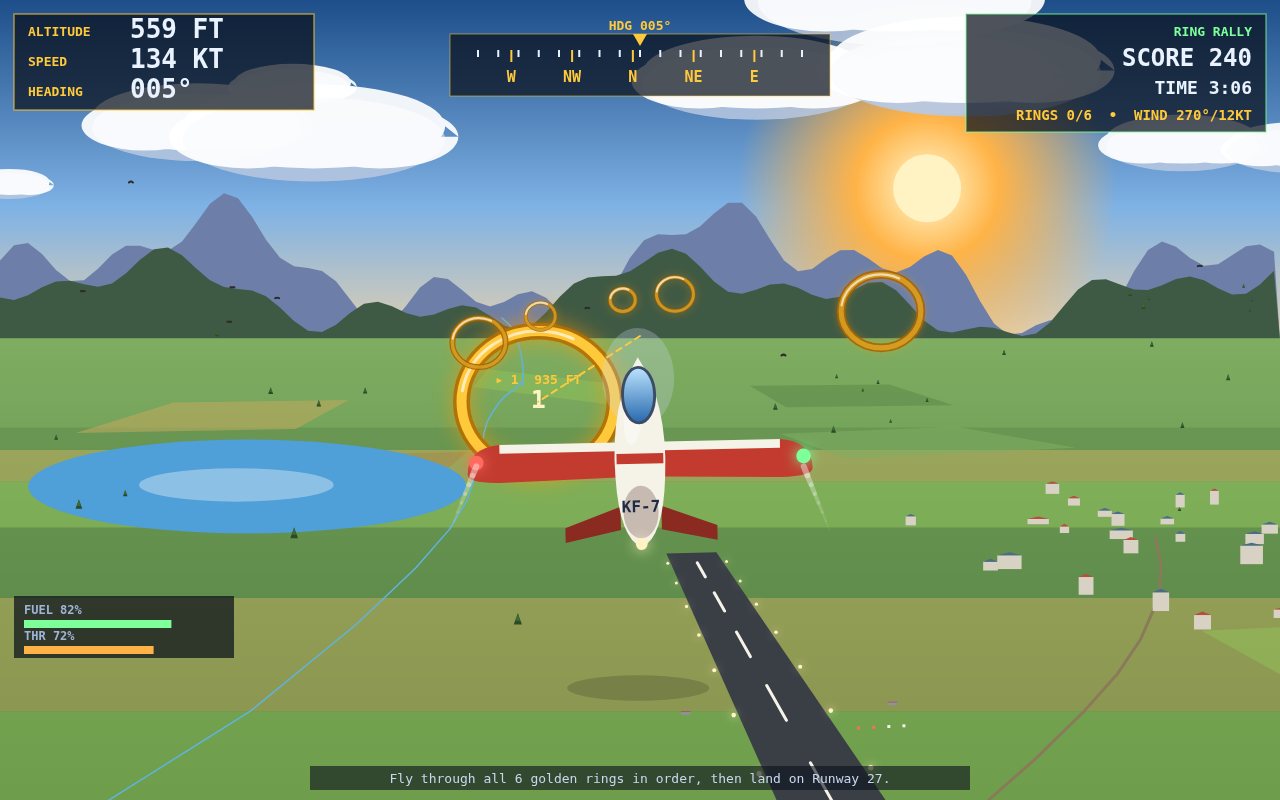 ALTITUDE 559 FT
SPEED 134 KT
HEADING 005°
HDG 005°
W NW N NE E
RING RALLY
SCORE 240
TIME 3:06
RINGS 0/6 • WIND 270°/12KT
▸ 1 935 FT
1
KF-7
FUEL 82%
THR 72%
Fly through all 6 golden rings in order, then land on Runway 27.